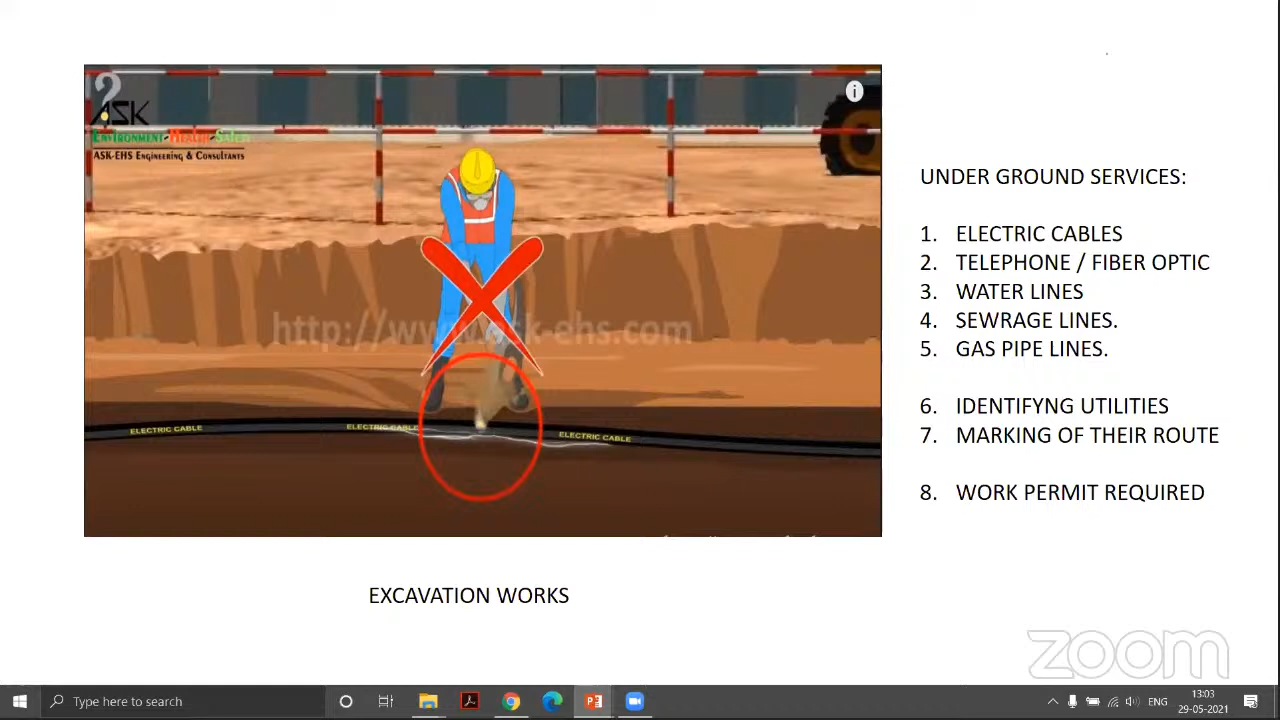 ASK
ENVIRONMENT-HEALTH-SAFETY
ASK-EHS ENGINEERING & CONSULTANTS
i
http://www.ask-ehs.com
ELECTRIC CABLE
ELECTRIC CABLE
ELECTRIC CABLE
EXCAVATION WORKS
UNDER GROUND SERVICES:
1. ELECTRIC CABLES
2. TELEPHONE / FIBER OPTIC
3. WATER LINES
4. SEWRAGE LINES.
5. GAS PIPE LINES.
6. IDENTIFYNG UTILITIES
7. MARKING OF THEIR ROUTE
8. WORK PERMIT REQUIRED
zoom
Type here to search
ENG
13:03
29-05-2021